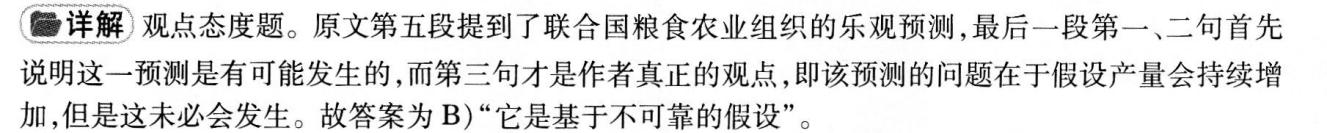 详解 观点态度题。原文第五段提到了联合国粮食农业组织的乐观预测,最后一段第一、二句首先
说明这一预测是有可能发生的,而第三句才是作者真正的观点,即该预测的问题在于假设产量会持续增
加,但是这未必会发生。故答案为 B)“它是基于不可靠的假设”。